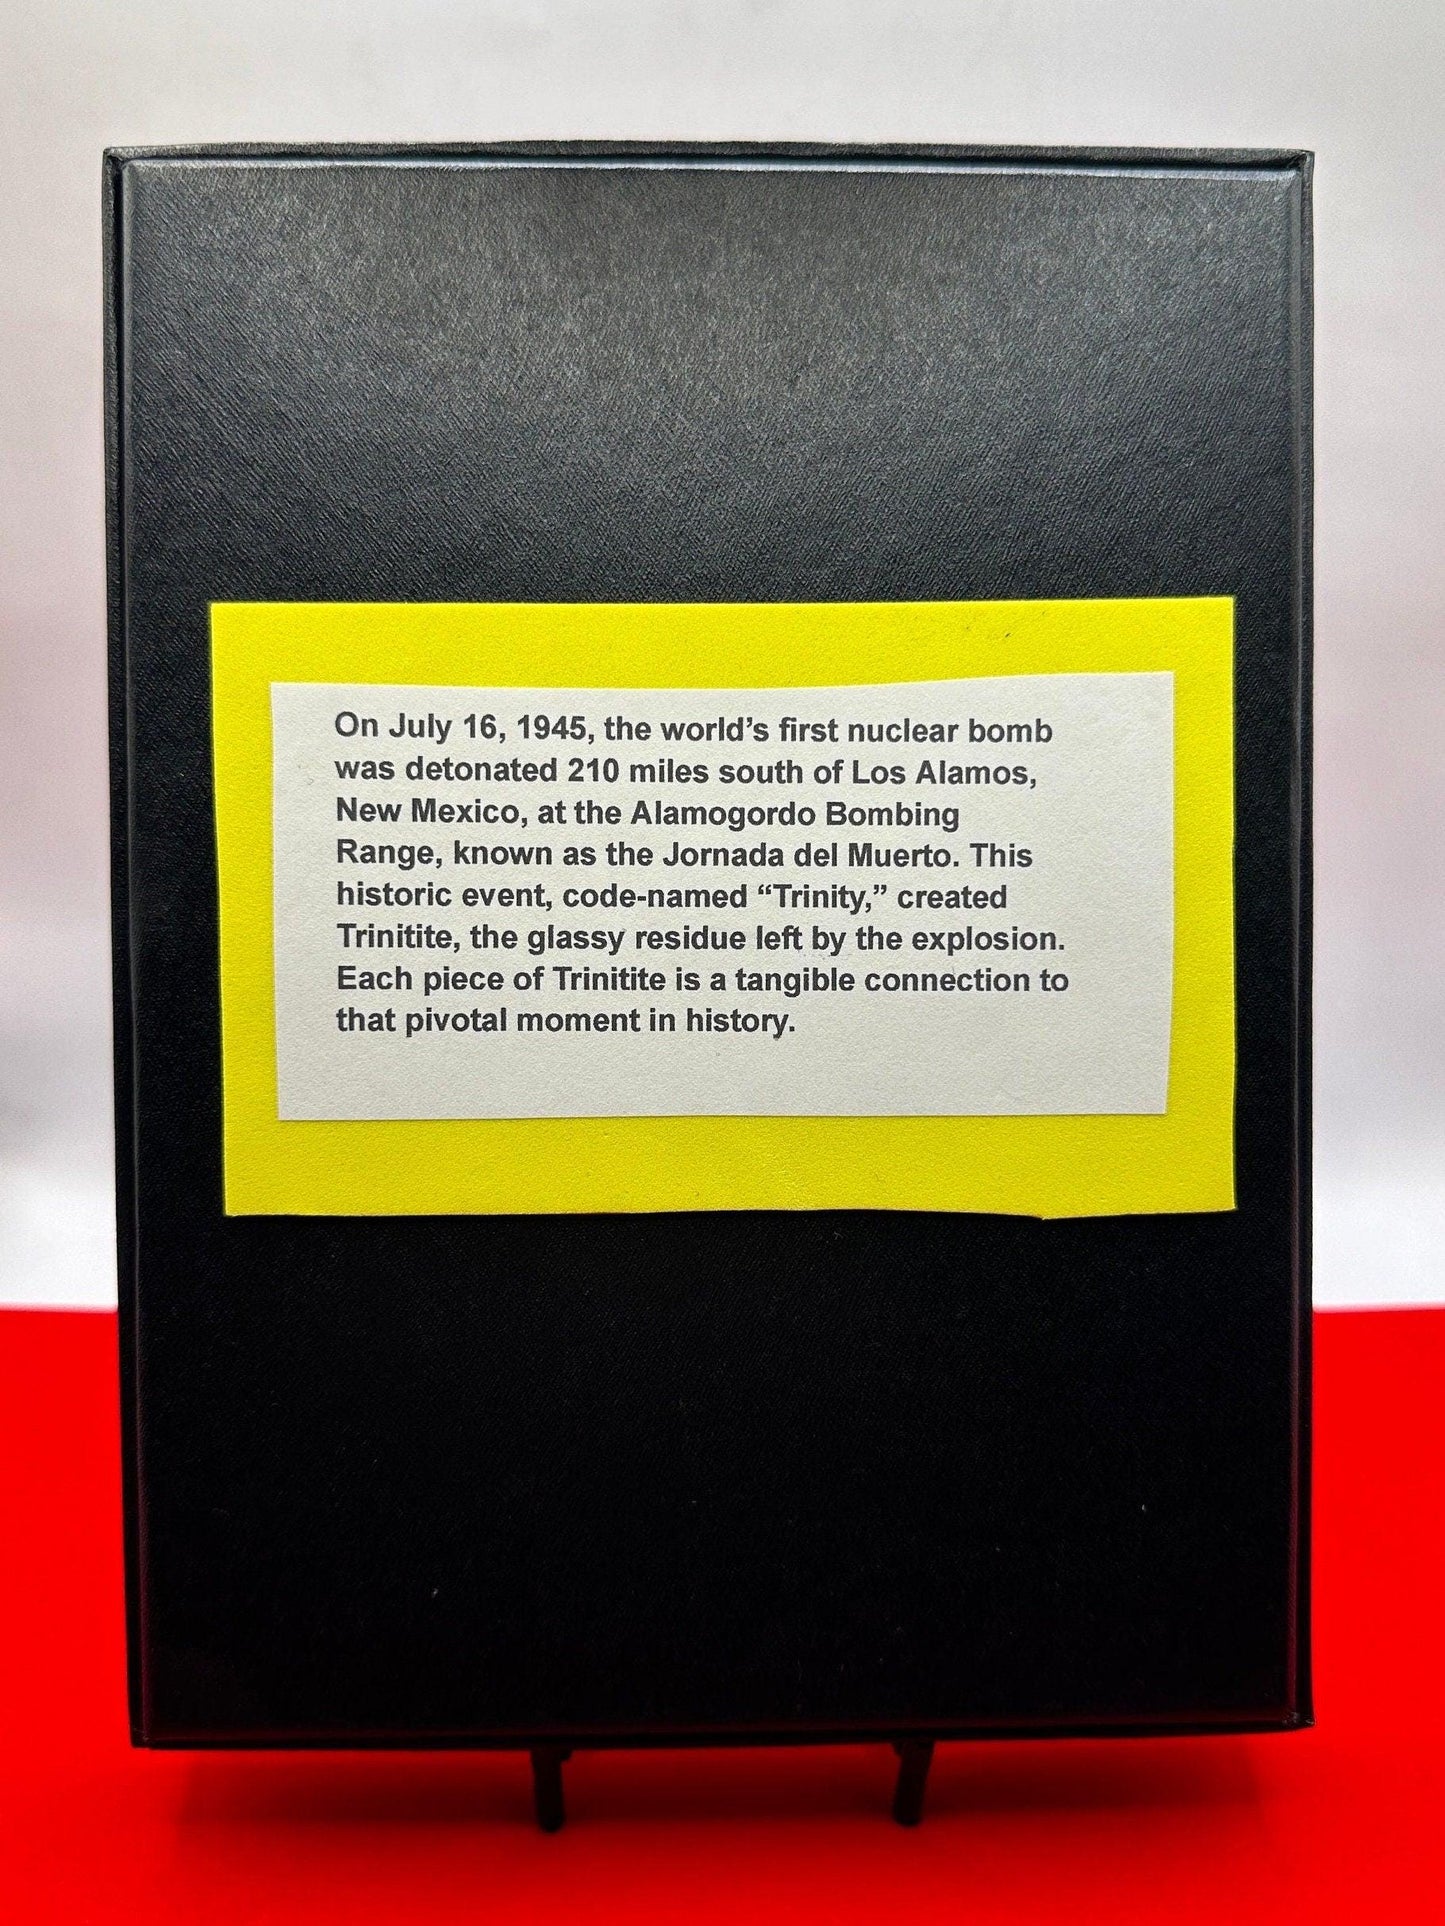 On July 16, 1945, the world’s first nuclear bomb
was detonated 210 miles south of Los Alamos,
New Mexico, at the Alamogordo Bombing
Range, known as the Jornada del Muerto. This
historic event, code-named “Trinity,” created
Trinitite, the glassy residue left by the explosion.
Each piece of Trinitite is a tangible connection to
that pivotal moment in history.